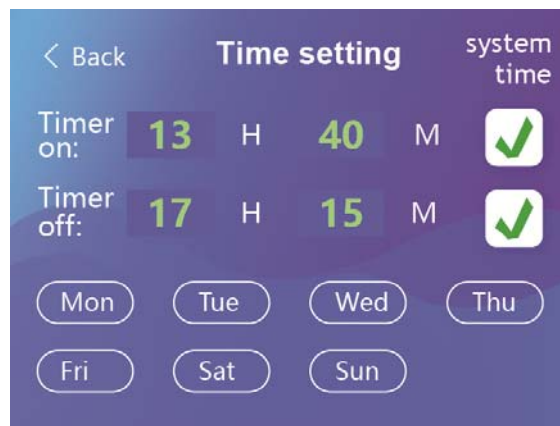 < Back Time setting system time
Timer on: 13 H 40 M
Timer off: 17 H 15 M
Mon Tue Wed Thu
Fri Sat Sun